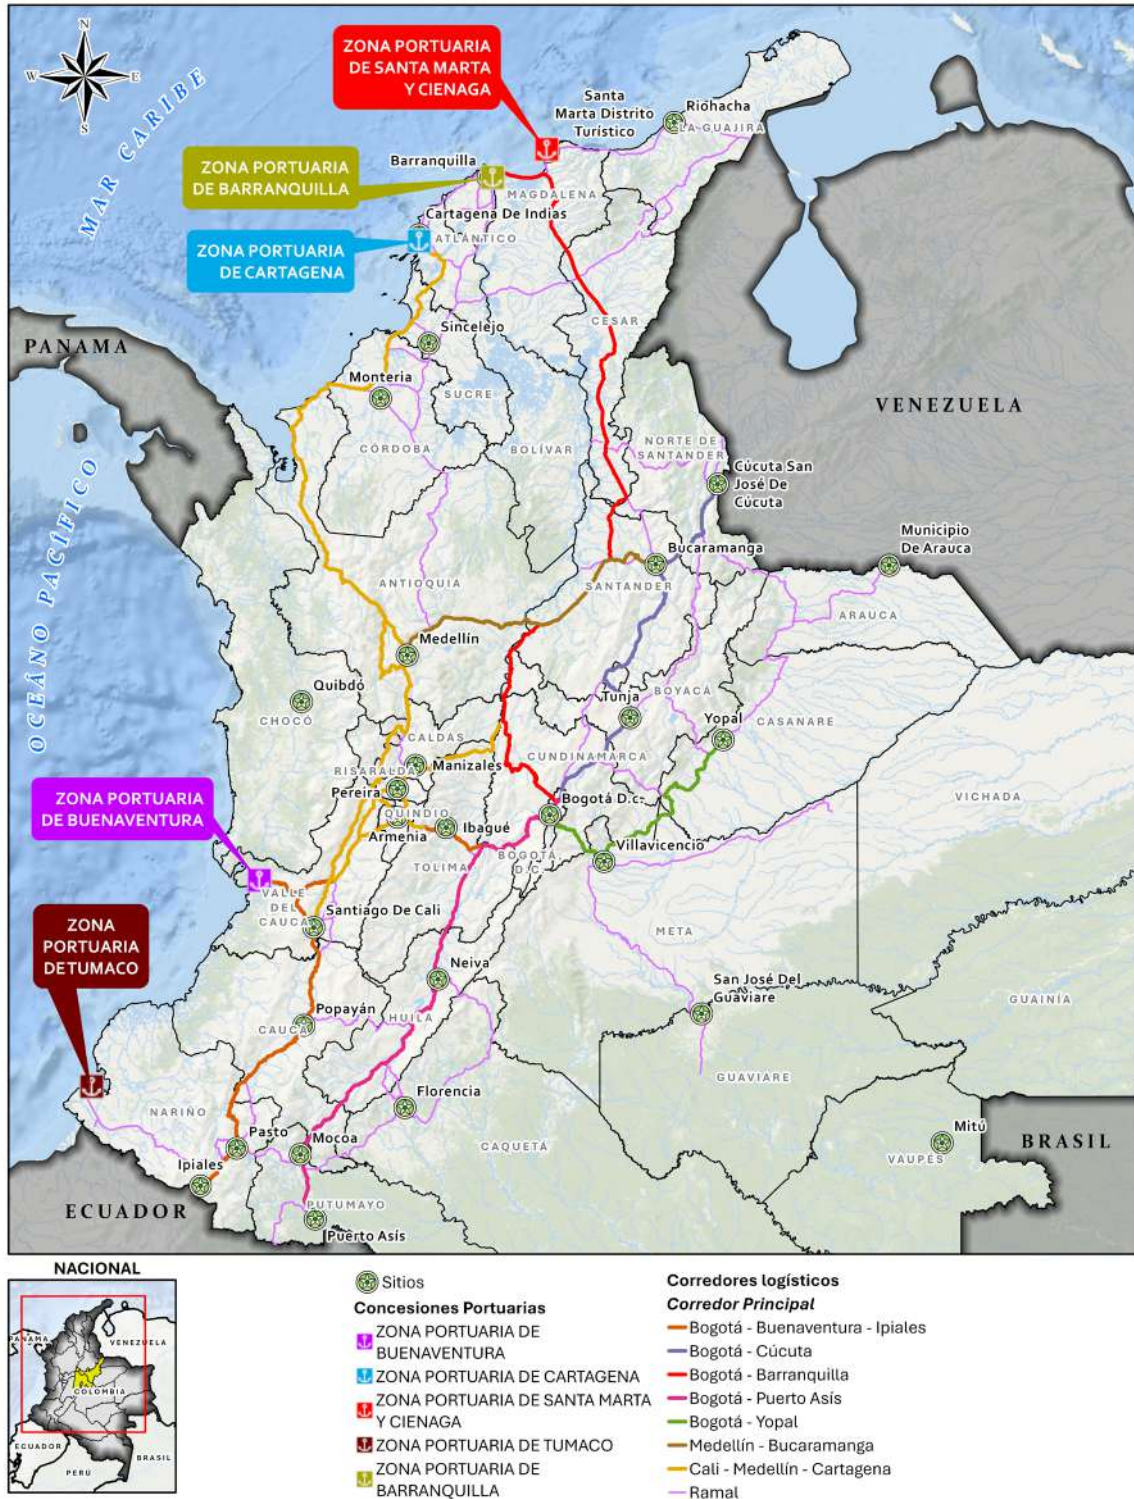 N
W
E
S
MAR CARIBE
ZONA PORTUARIA
DE SANTA MARTA
Y CIENAGA
Santa
Marta Distrito
Turístico
Riohacha
LA GUAJIRA
ZONA PORTUARIA
DE BARRANQUILLA
Barranquilla
MAGDALENA
Cartagena De Indias
ATLÁNTICO
ZONA PORTUARIA
DE CARTAGENA
CESAR
Sincelejo
PANAMA
Monteria
SUCRE
VENEZUELA
CÓRDOBA
BOLÍVAR
NORTE DE
SANTANDER
Cúcuta San
José De
Cúcuta
OCEÁNO PACÍFICO
Municipio
De Arauca
Bucaramanga
ANTIOQUIA
SANTANDER
ARAUCA
Medellín
Quibdó
CHOCÓ
Tunja
BOYACÁ
Yopal
CASANARE
CALDAS
CUNDINAMARCA
RISARALDA
Manizales
Pereira
ZONA PORTUARIA
DE BUENAVENTURA
Bogotá D.c.
VICHADA
QUINDIO
Armenia
Ibagué
Villavicencio
BOGOTÁ
D.C.
TOLIMA
VALLE
DEL
CAUCA
Santiago De Cali
ZONA
PORTUARIA
DETUMACO
META
Neiva
San José Del
Guaviare
GUAINÍA
Popayán
CAUCA
HUILA
GUAVIARE
Florencia
NARIÑO
Pasto
Mocoa
CAQUETÁ
Mitú
VAUPÉS
BRASIL
Ipiales
ECUADOR
PUTUMAYO
Puerto Asís
NACIONAL
PANAMA
VENEZUELA
COLOMBIA
ECUADOR
BRASIL
PERÚ
Sitios
Concesiones Portuarias
ZONA PORTUARIA DE
BUENAVENTURA
ZONA PORTUARIA DE CARTAGENA
ZONA PORTUARIA DE SANTA MARTA
Y CIENAGA
ZONA PORTUARIA DE TUMACO
ZONA PORTUARIA DE
BARRANQUILLA
Corredores logísticos
Corredor Principal
Bogotá - Buenaventura - Ipiales
Bogotá - Cúcuta
Bogotá - Barranquilla
Bogotá - Puerto Asís
Bogotá - Yopal
Medellín - Bucaramanga
Cali - Medellín - Cartagena
Ramal